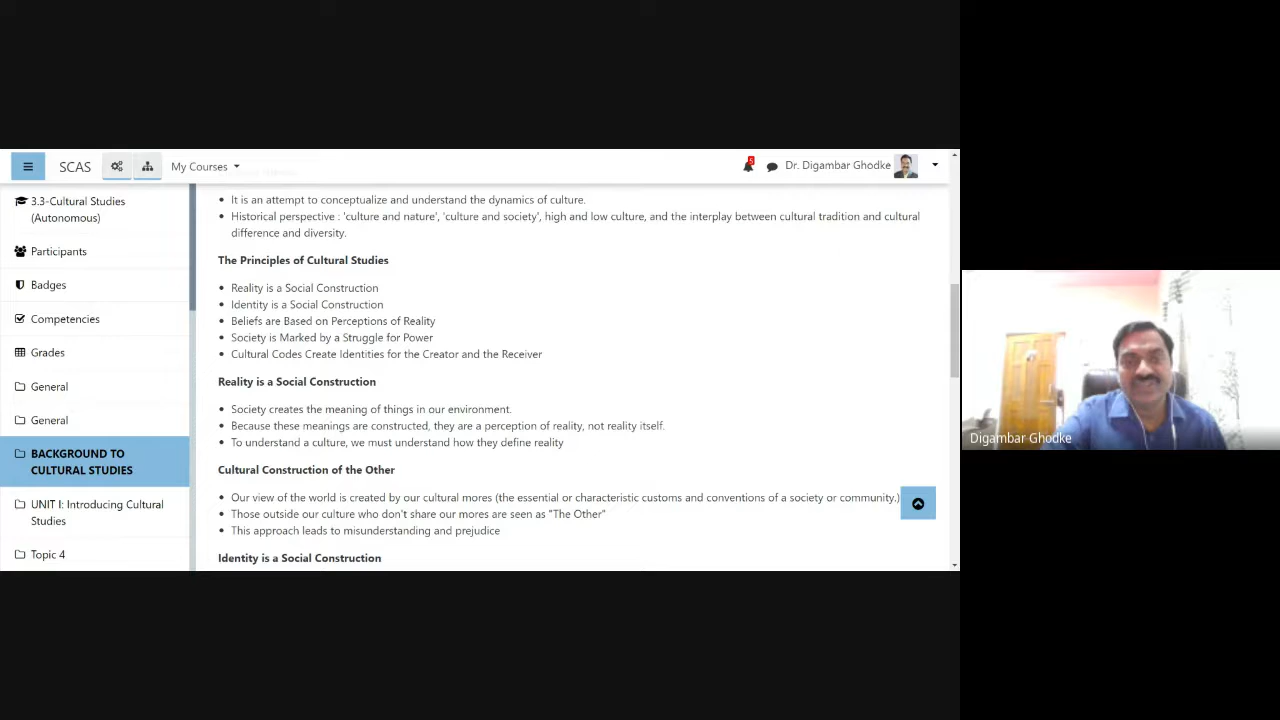 SCAS
My Courses
5
Dr. Digambar Ghodke
3.3-Cultural Studies
(Autonomous)
Participants
Badges
Competencies
Grades
General
General
BACKGROUND TO
CULTURAL STUDIES
UNIT I: Introducing Cultural
Studies
Topic 4
It is an attempt to conceptualize and understand the dynamics of culture.
Historical perspective : 'culture and nature', 'culture and society', high and low culture, and the interplay between cultural tradition and cultural
difference and diversity.
The Principles of Cultural Studies
Reality is a Social Construction
Identity is a Social Construction
Beliefs are Based on Perceptions of Reality
Society is Marked by a Struggle for Power
Cultural Codes Create Identities for the Creator and the Receiver
Reality is a Social Construction
Society creates the meaning of things in our environment.
Because these meanings are constructed, they are a perception of reality, not reality itself.
To understand a culture, we must understand how they define reality
Cultural Construction of the Other
Our view of the world is created by our cultural mores (the essential or characteristic customs and conventions of a society or community.)
Those outside our culture who don't share our mores are seen as "The Other"
This approach leads to misunderstanding and prejudice
Identity is a Social Construction
Digambar Ghodke